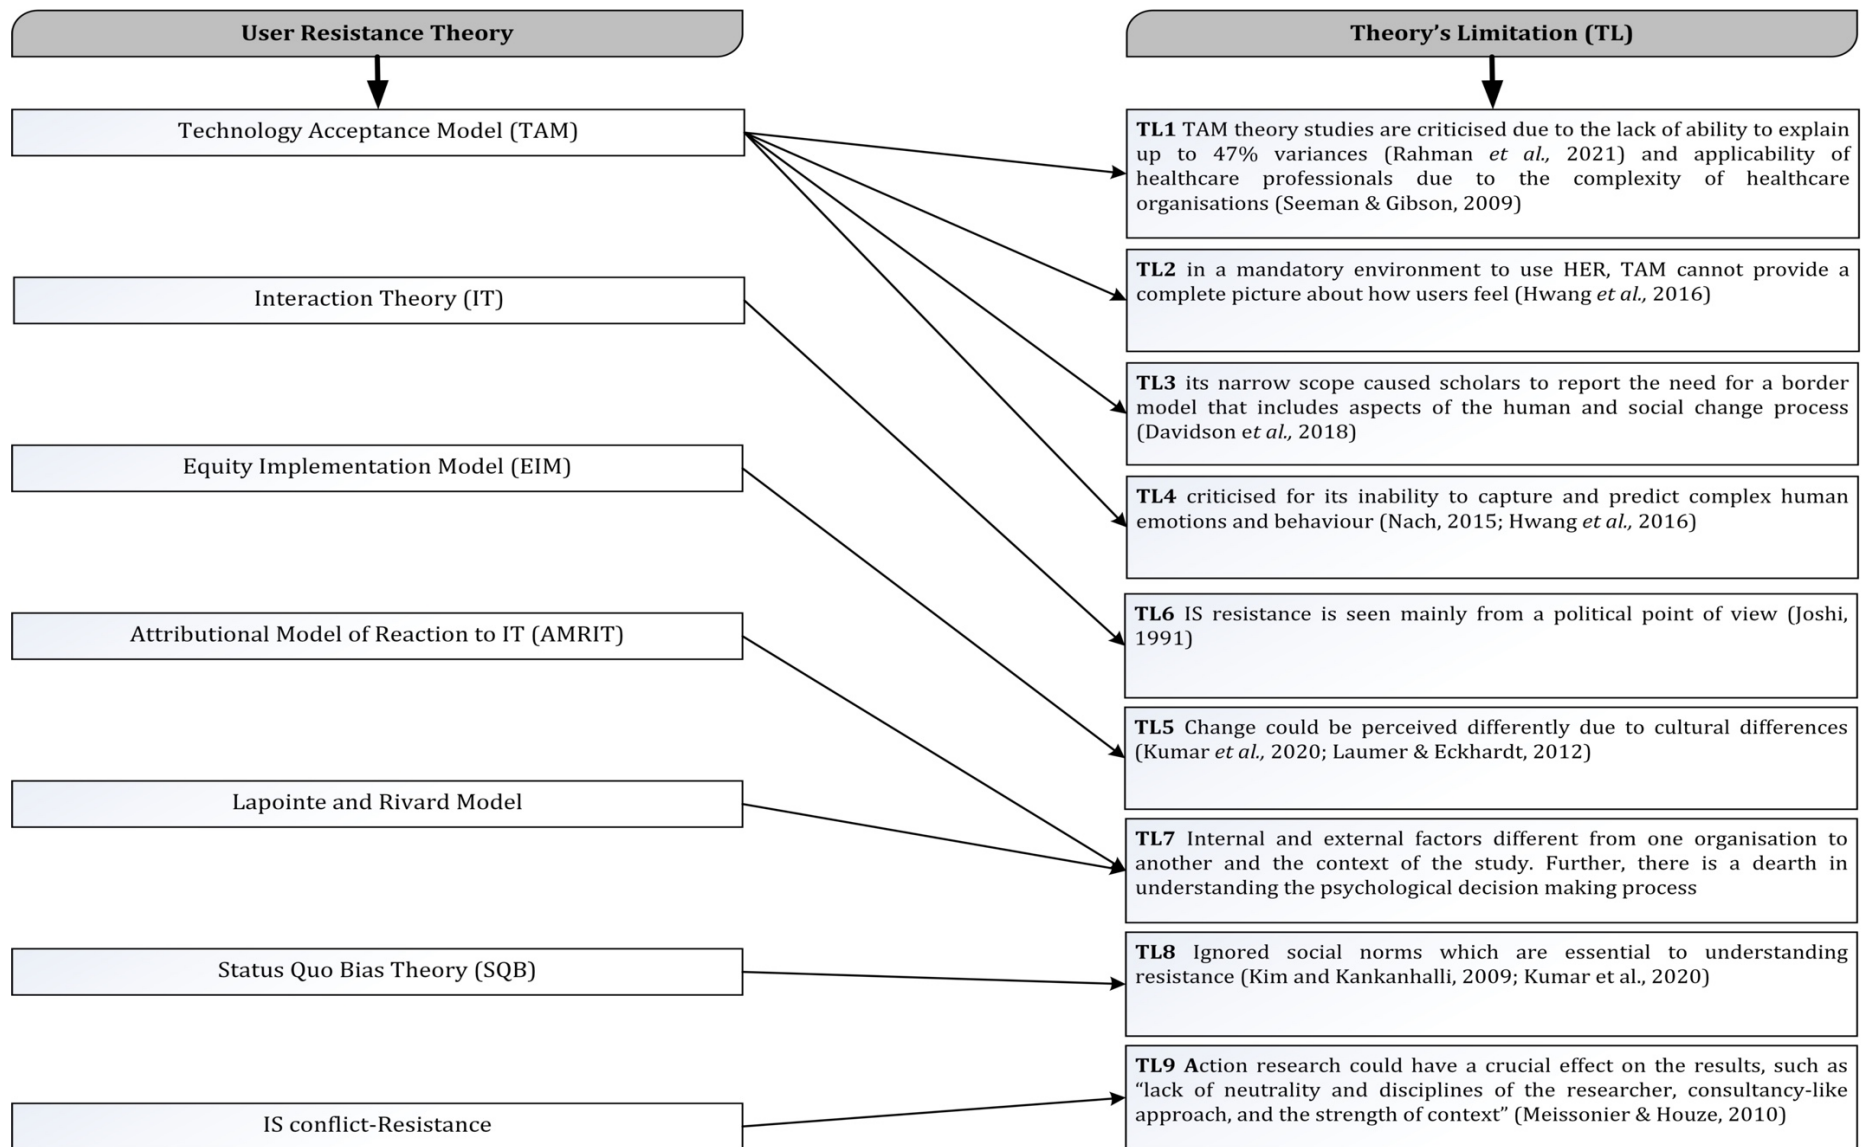 User Resistance Theory
Technology Acceptance Model (TAM)
Interaction Theory (IT)
Equity Implementation Model (EIM)
Attributional Model of Reaction to IT (AMRIT)
Lapointe and Rivard Model
Status Quo Bias Theory (SQB)
IS conflict-Resistance
Theory's Limitation (TL)
TL1 TAM theory studies are criticised due to the lack of ability to explain
up to 47% variances (Rahman et al., 2021) and applicability of
healthcare professionals due to the complexity of healthcare
organisations (Seeman & Gibson, 2009)
TL2 in a mandatory environment to use HER, TAM cannot provide a
complete picture about how users feel (Hwang et al., 2016)
TL3 its narrow scope caused scholars to report the need for a border
model that includes aspects of the human and social change process
(Davidson et al., 2018)
TL4 criticised for its inability to capture and predict complex human
emotions and behaviour (Nach, 2015; Hwang et al., 2016)
TL6 IS resistance is seen mainly from a political point of view (Joshi,
1991)
TL5 Change could be perceived differently due to cultural differences
(Kumar et al., 2020; Laumer & Eckhardt, 2012)
TL7 Internal and external factors different from one organisation to
another and the context of the study. Further, there is a dearth in
understanding the psychological decision making process
TL8 Ignored social norms which are essential to understanding
resistance (Kim and Kankanhalli, 2009; Kumar et al., 2020)
TL9 Action research could have a crucial effect on the results, such as
“lack of neutrality and disciplines of the researcher, consultancy-like
approach, and the strength of context” (Meissonier & Houze, 2010)